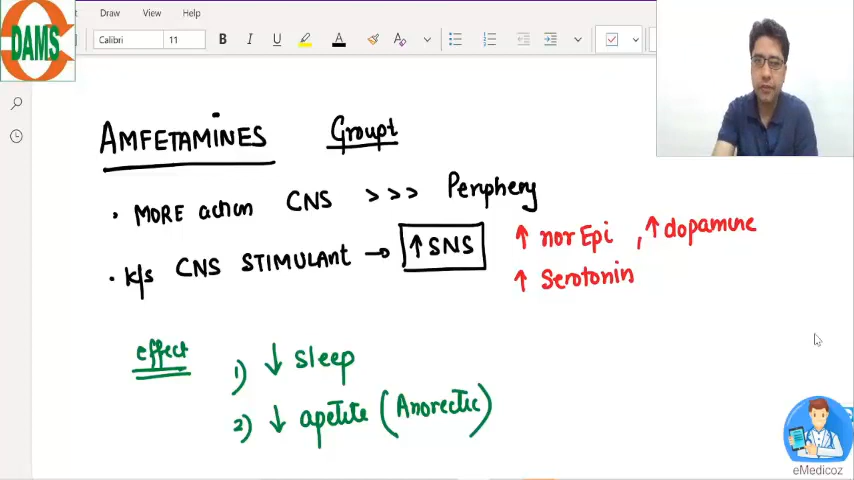 DAMS
Draw View Help
Calibri 11 B I U A A
AMFETAMINES Groupt
• MORE action CNS >>> Periphery
• k/s CNS STIMULANT → ↑ SNS ↑ nor Epi , ↑ dopamine
↑ Serotonin
effect
1) ↓ sleep
2) ↓ apetite (Anorectic)
eMedicoz